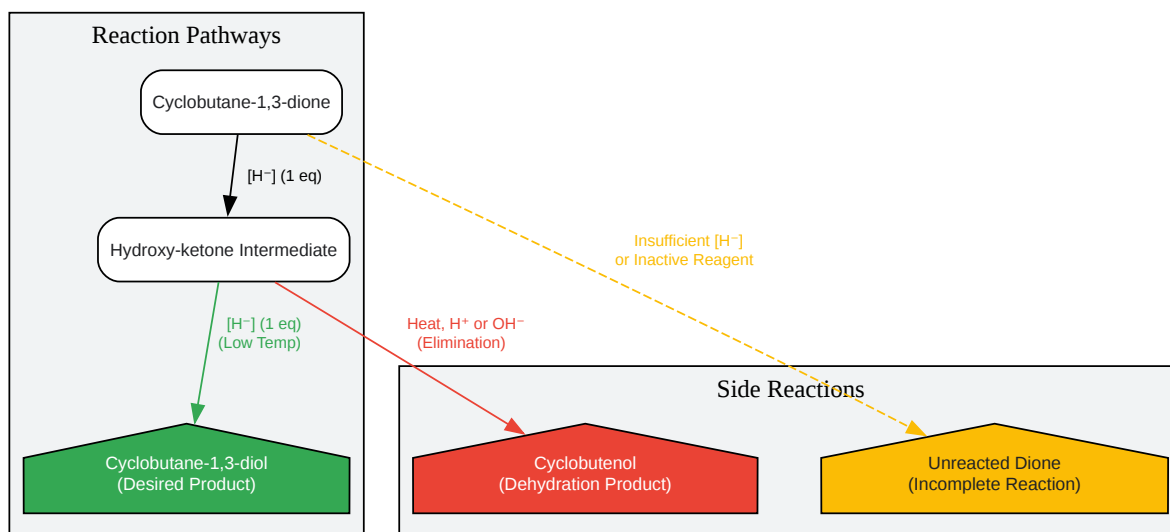 Reaction Pathways
Cyclobutane-1,3-dione
[H⁻] (1 eq)
Hydroxy-ketone Intermediate
Insufficient [H⁻]
or Inactive Reagent
[H⁻] (1 eq)
(Low Temp)
Heat, H⁺ or OH⁻
(Elimination)
Side Reactions
Cyclobutane-1,3-diol
(Desired Product)
Cyclobutenol
(Dehydration Product)
Unreacted Dione
(Incomplete Reaction)